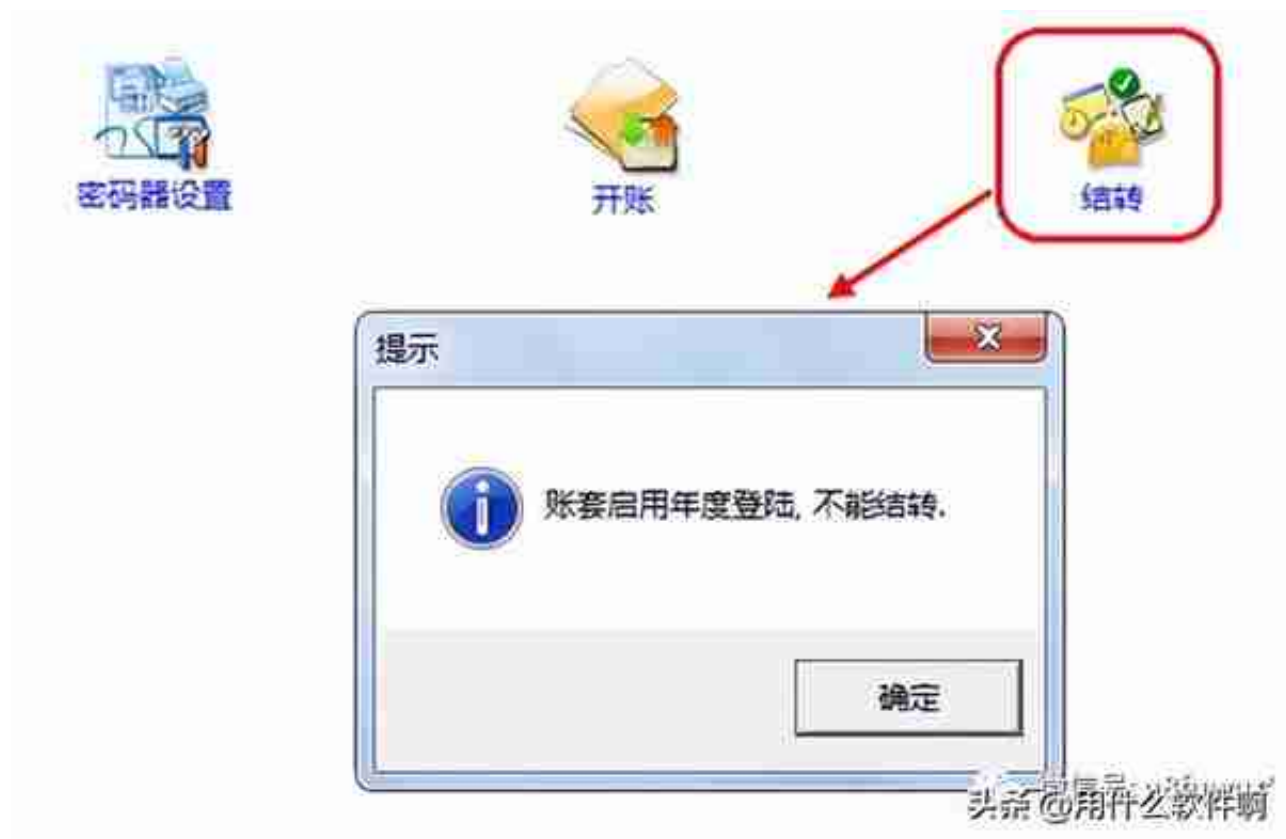 密码器设置
开账
结转
提示
账套启用年度登陆, 不能结转.
确定
头条 @用什么软件啊